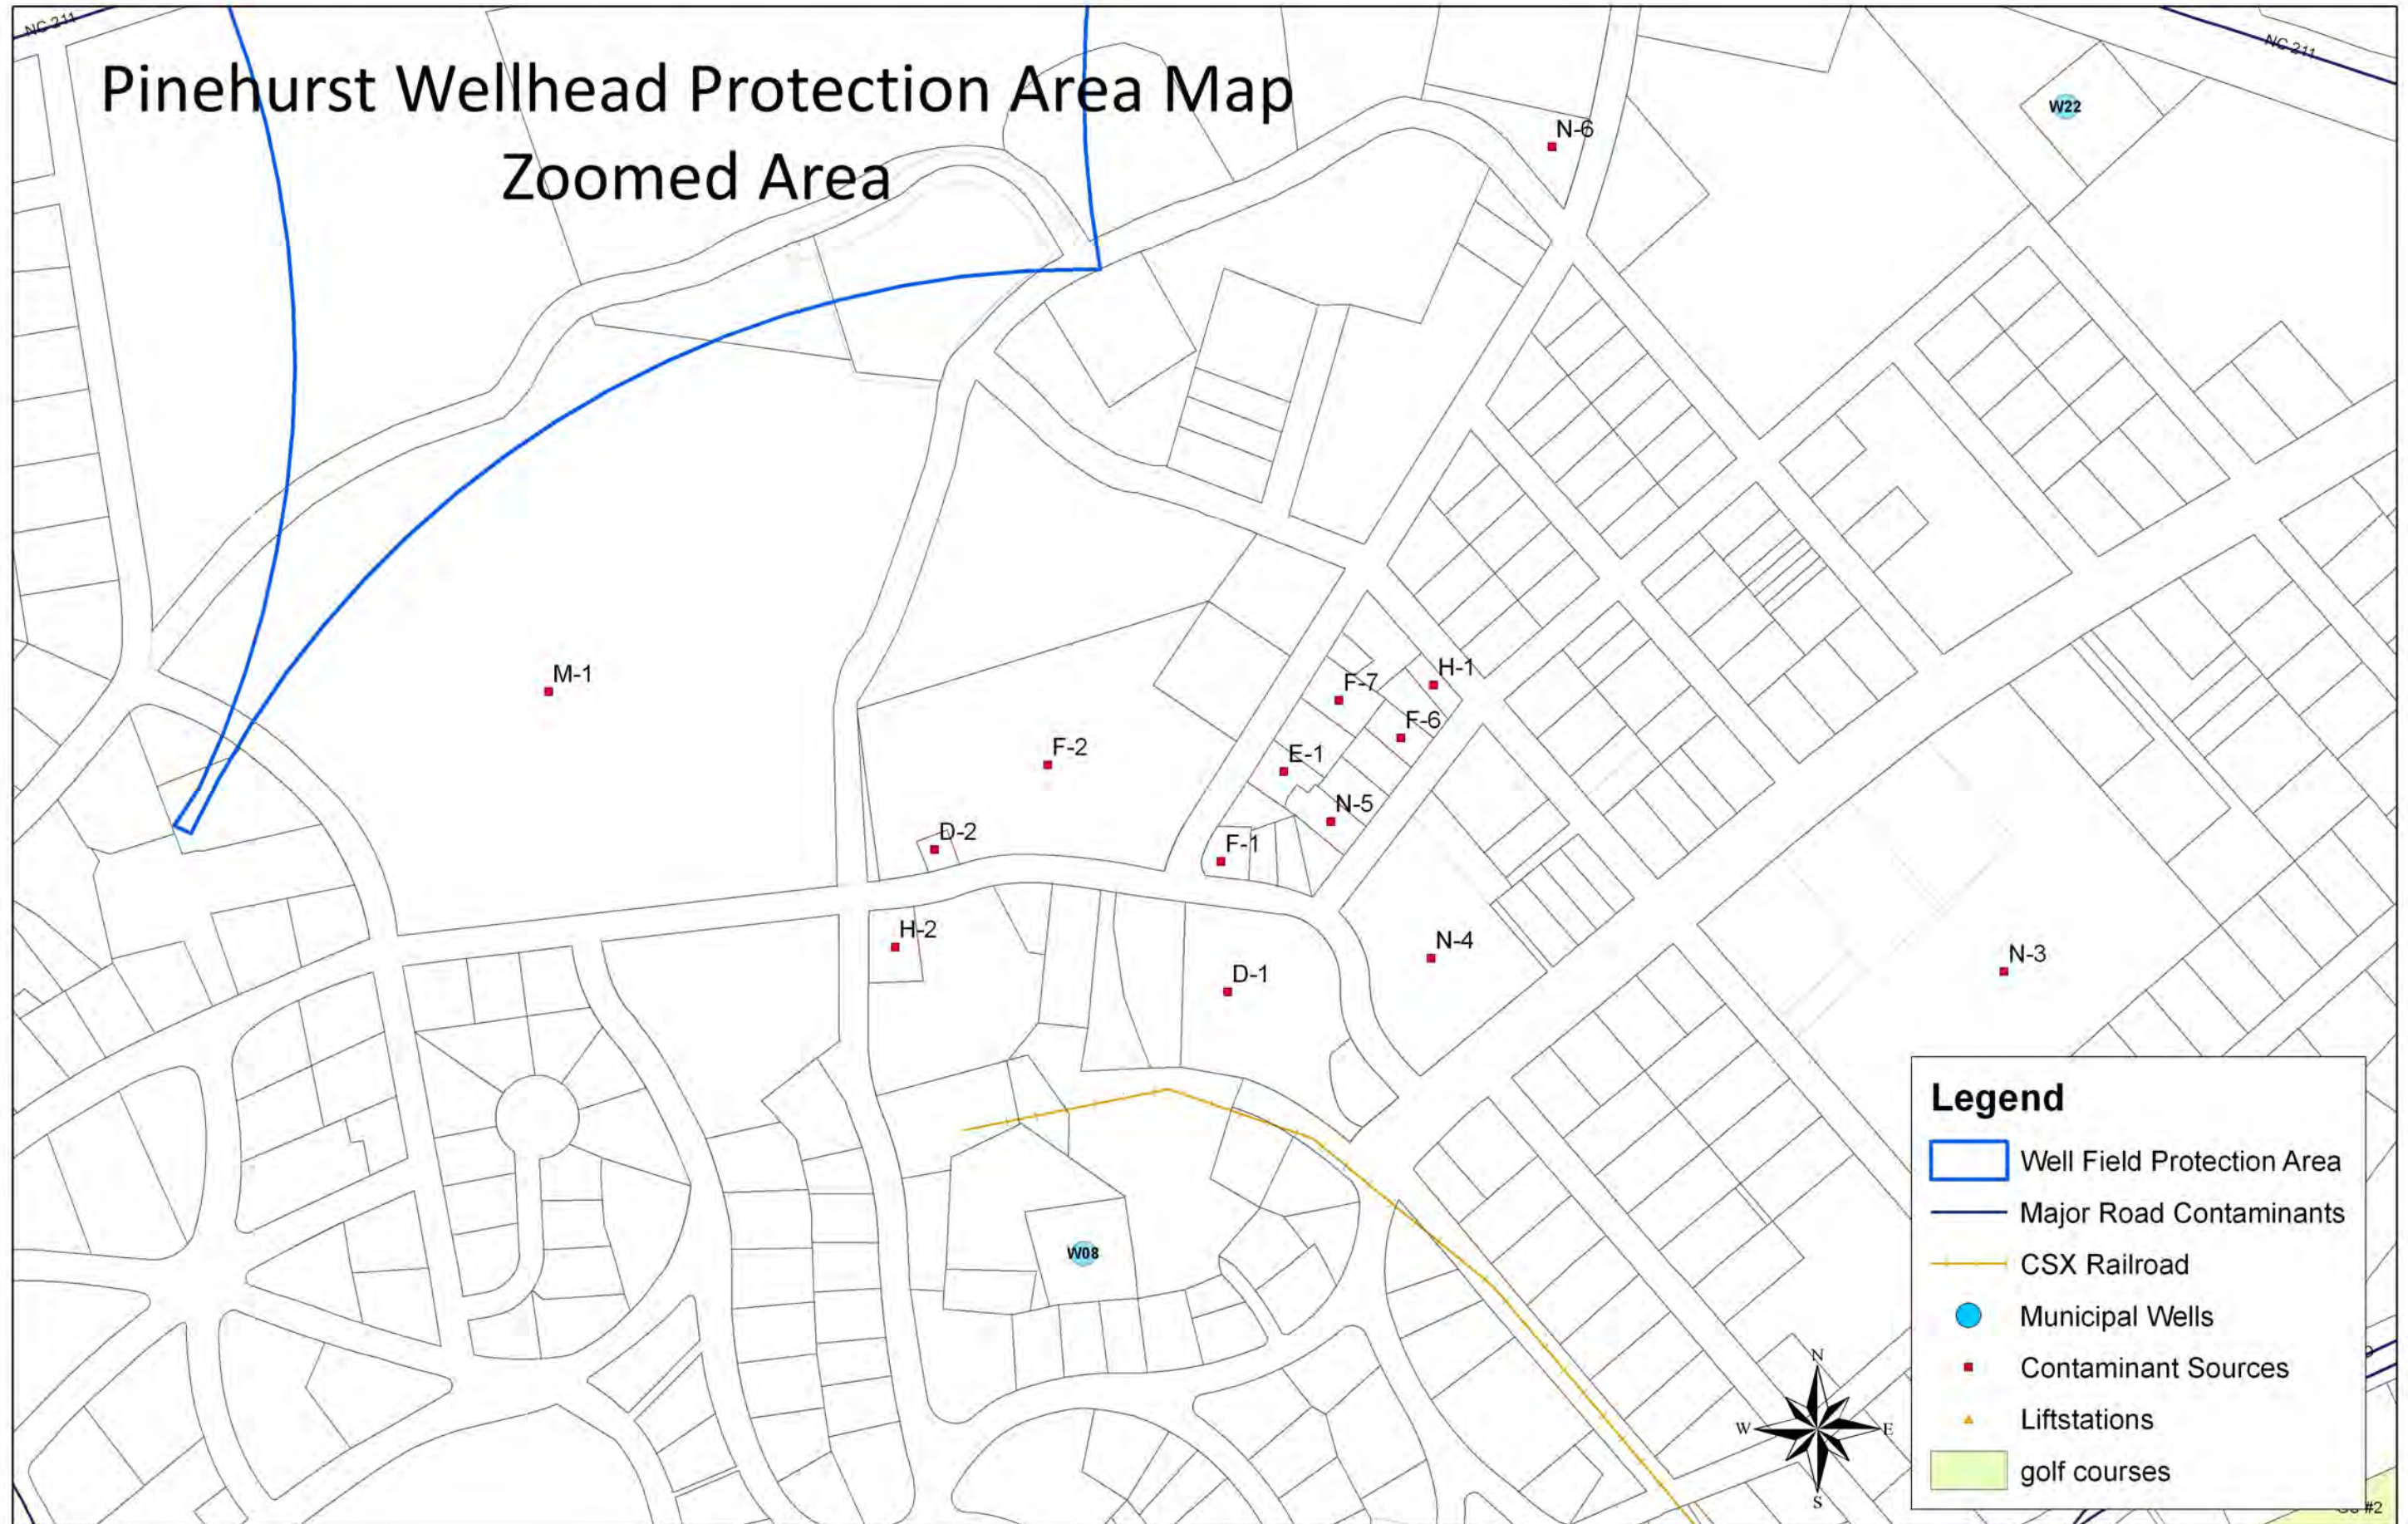 NC 211
Pinehurst Wellhead Protection Area Map
Zoomed Area
NC 211
W22
N-6
M-1
F-7
H-1
F-6
F-2
E-1
N-5
D-2
F-1
H-2
N-4
D-1
N-3
W08
Legend
Well Field Protection Area
Major Road Contaminants
CSX Railroad
Municipal Wells
Contaminant Sources
Liftstations
golf courses
N
W
E
S
#2